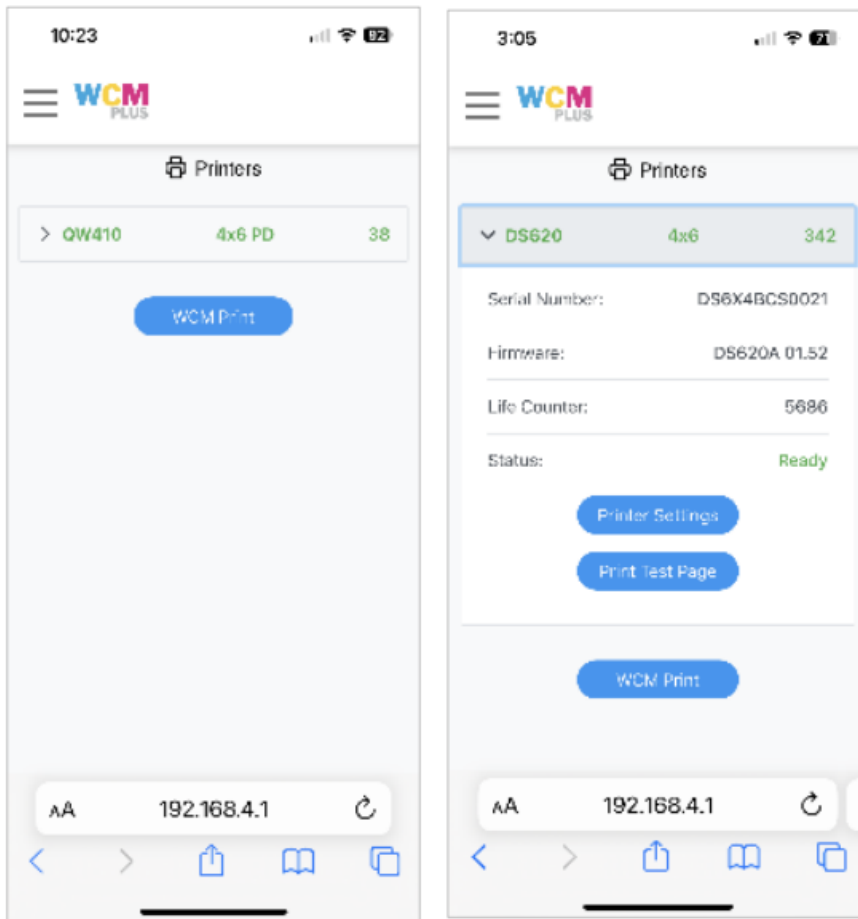 10:23
92
WCM
PLUS
Printers
QW410 4x6 PD 38
WCM Print
AA 192.168.4.1
3:05
71
WCM
PLUS
Printers
DS620 4x6 342
Serial Number: DS6X4BCS0021
Firmware: DS620A 01.52
Life Counter: 5686
Status: Ready
Printer Settings
Print Test Page
WCM Print
AA 192.168.4.1